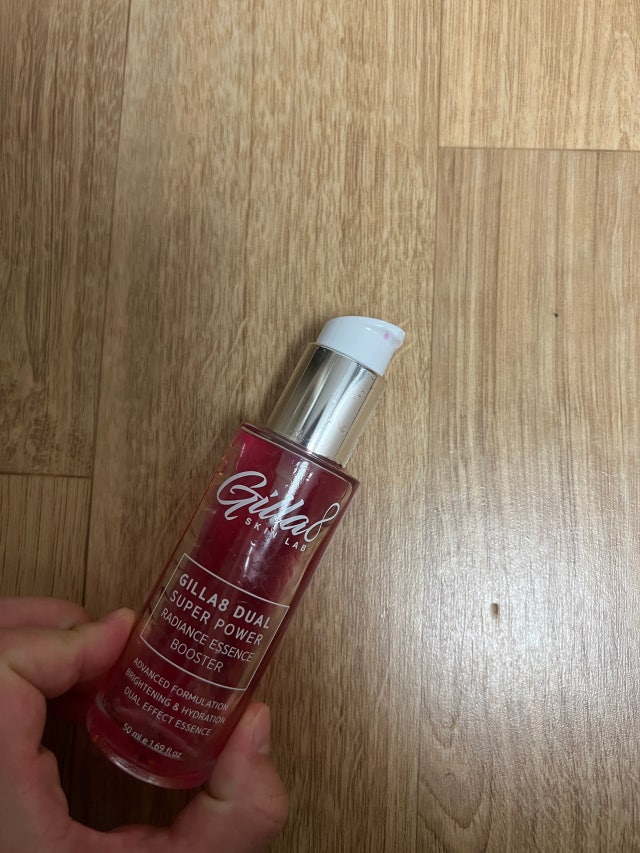 Gilla8
SKIN LAB
GILLA8 DUAL
SUPER POWER
RADIANCE ESSENCE
BOOSTER
ADVANCED FORMULATION
BRIGHTENING & HYDRATION
DUAL EFFECT ESSENCE
50 ml e 1.69 fl.oz